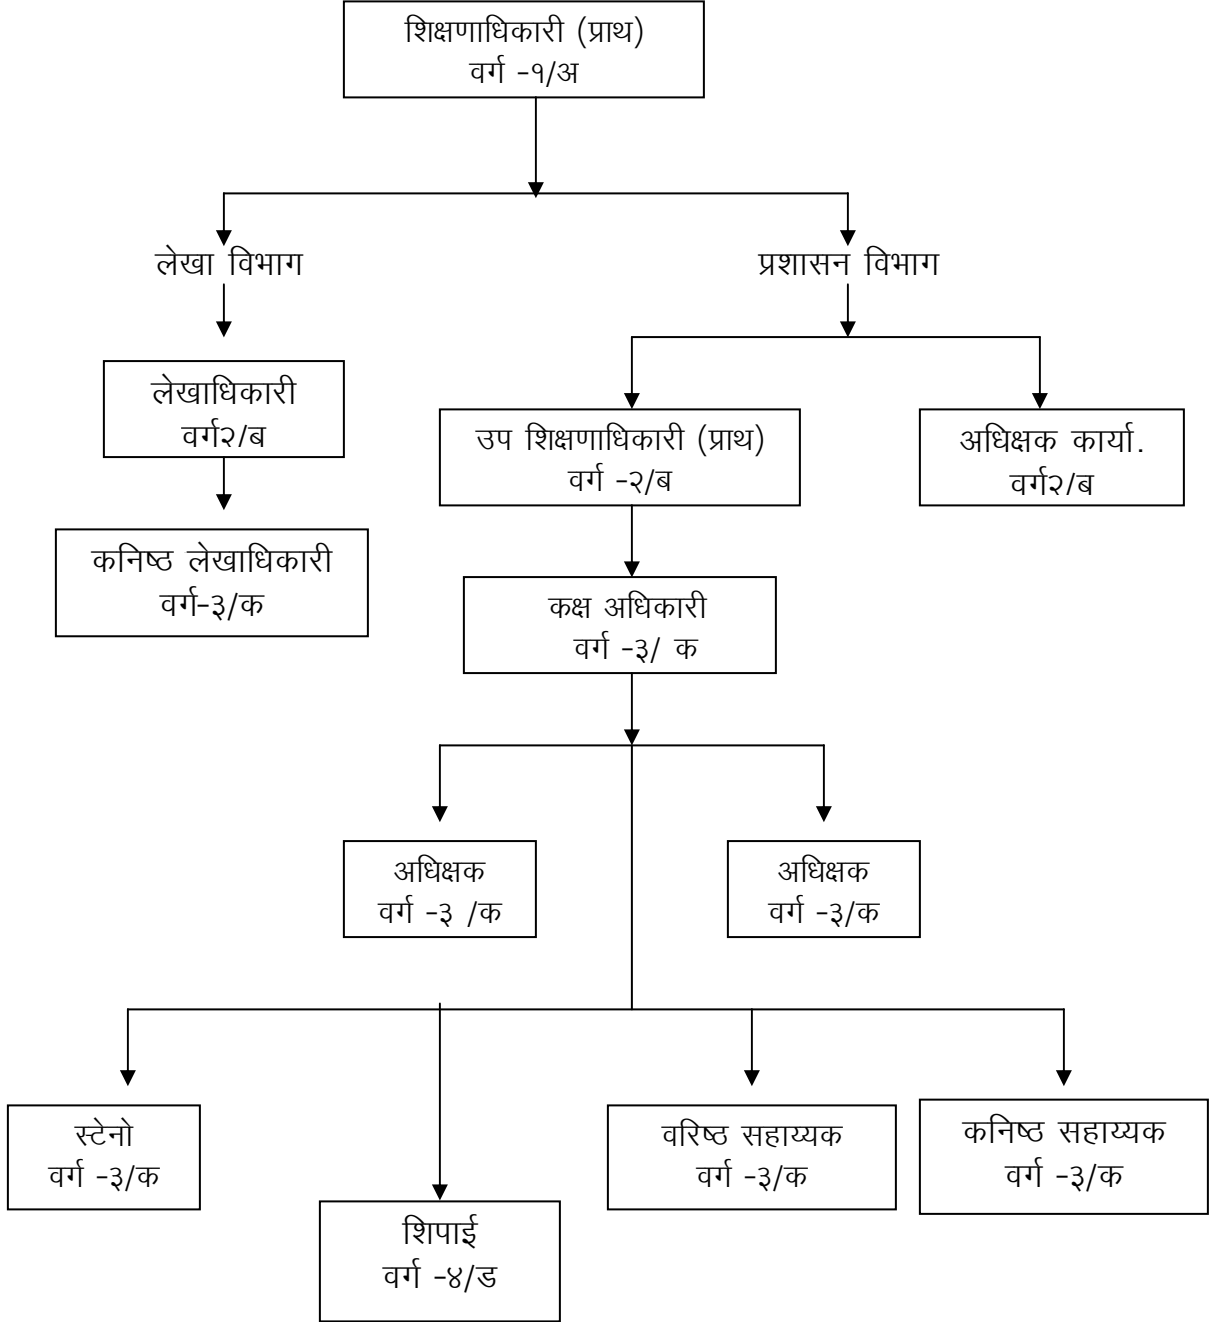 शिक्षणाधिकारी (प्राथ)
वर्ग -१/अ
लेखा विभाग
प्रशासन विभाग
लेखाधिकारी
वर्ग२/ब
उप शिक्षणाधिकारी (प्राथ)
वर्ग -२/ब
अधिक्षक कार्या.
वर्ग२/ब
कनिष्ठ लेखाधिकारी
वर्ग-३/क
कक्ष अधिकारी
वर्ग -३/ क
अधिक्षक
वर्ग -३ /क
अधिक्षक
वर्ग -३/क
स्टेनो
वर्ग -३/क
शिपाई
वर्ग -४/ड
वरिष्ठ सहाय्यक
वर्ग -३/क
कनिष्ठ सहाय्यक
वर्ग -३/क